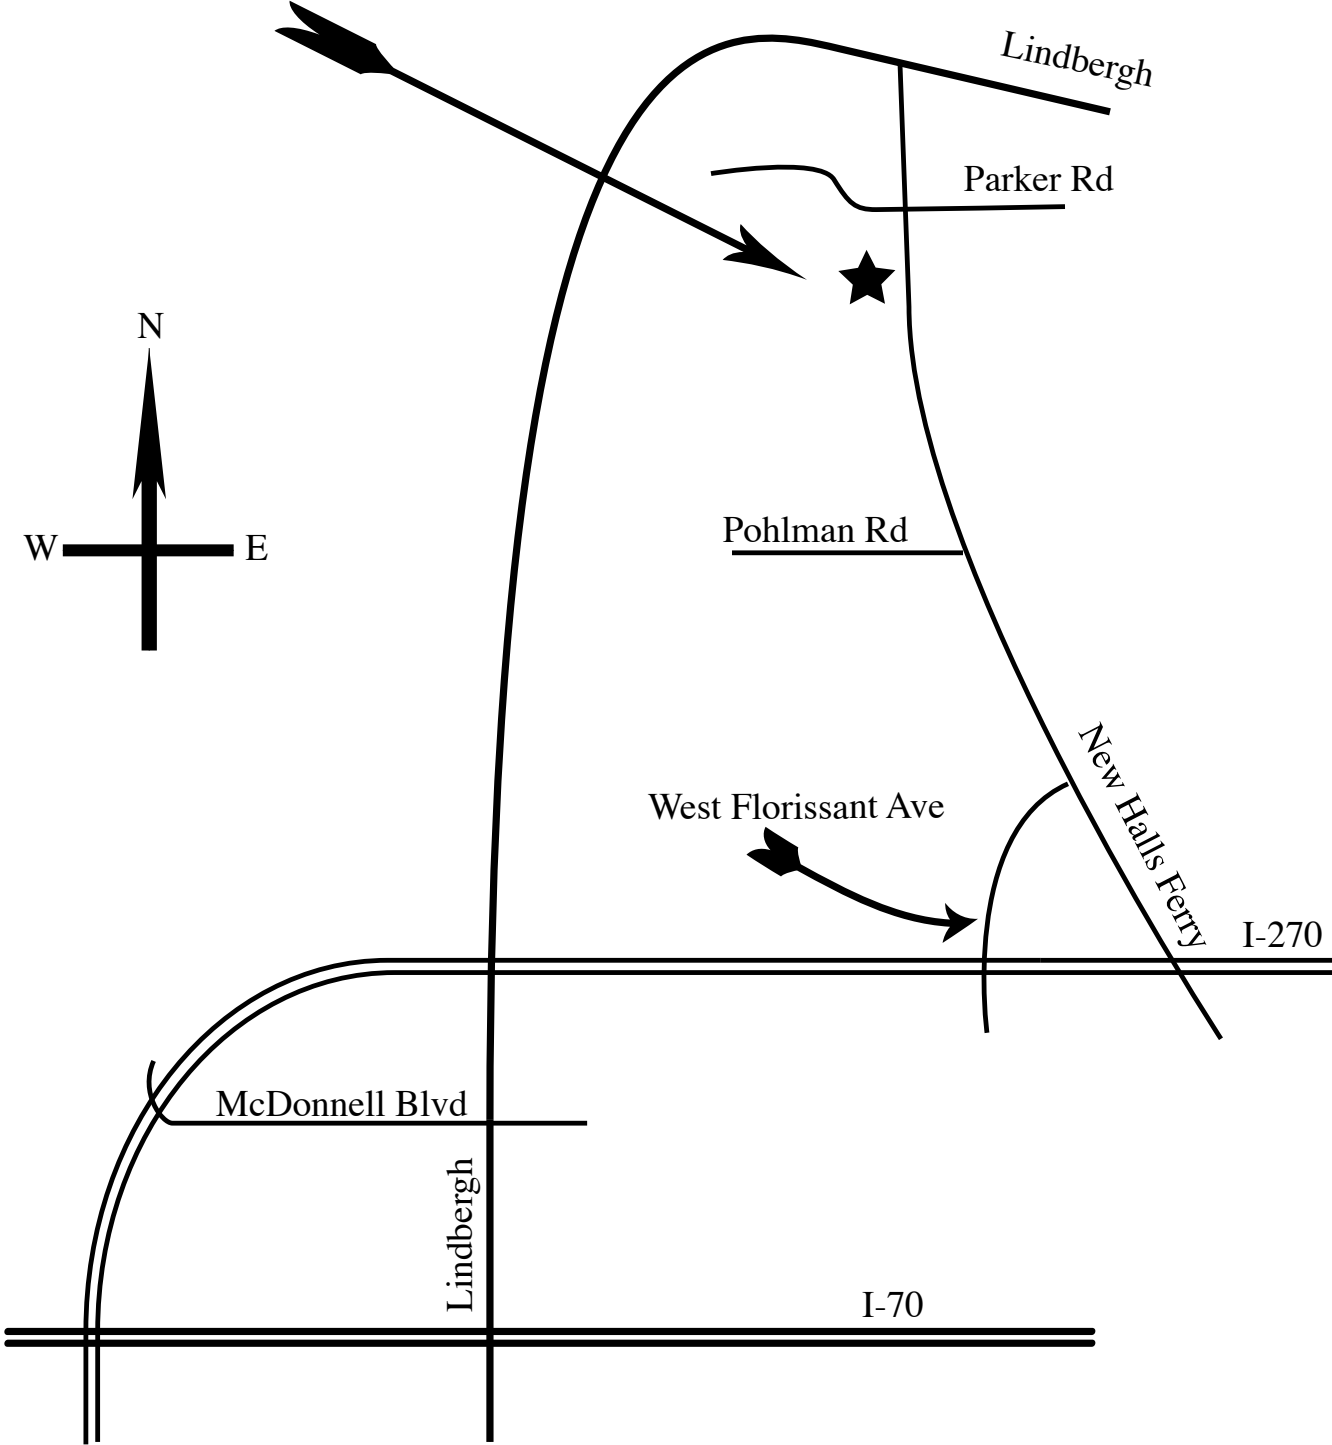 Lindbergh
Parker Rd
N
W
E
Pohlman Rd
New Halls Ferry
West Florissant Ave
I-270
McDonnell Blvd
Lindbergh
I-70